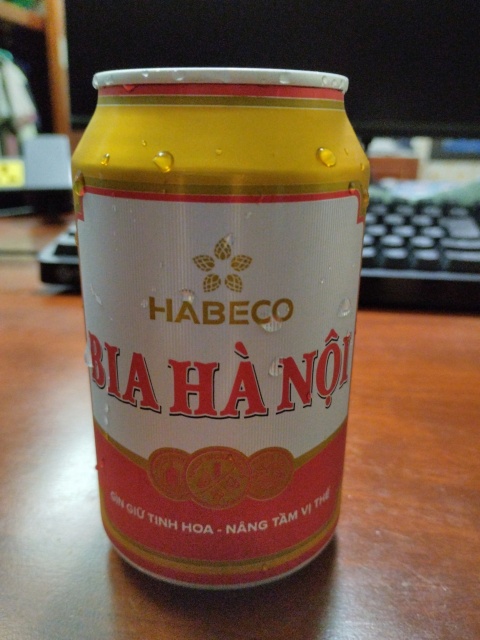 HABECO
BIA HÀ NỘI
GÌN GIỮ TINH HOA - NÂNG TẦM VỊ THẾ